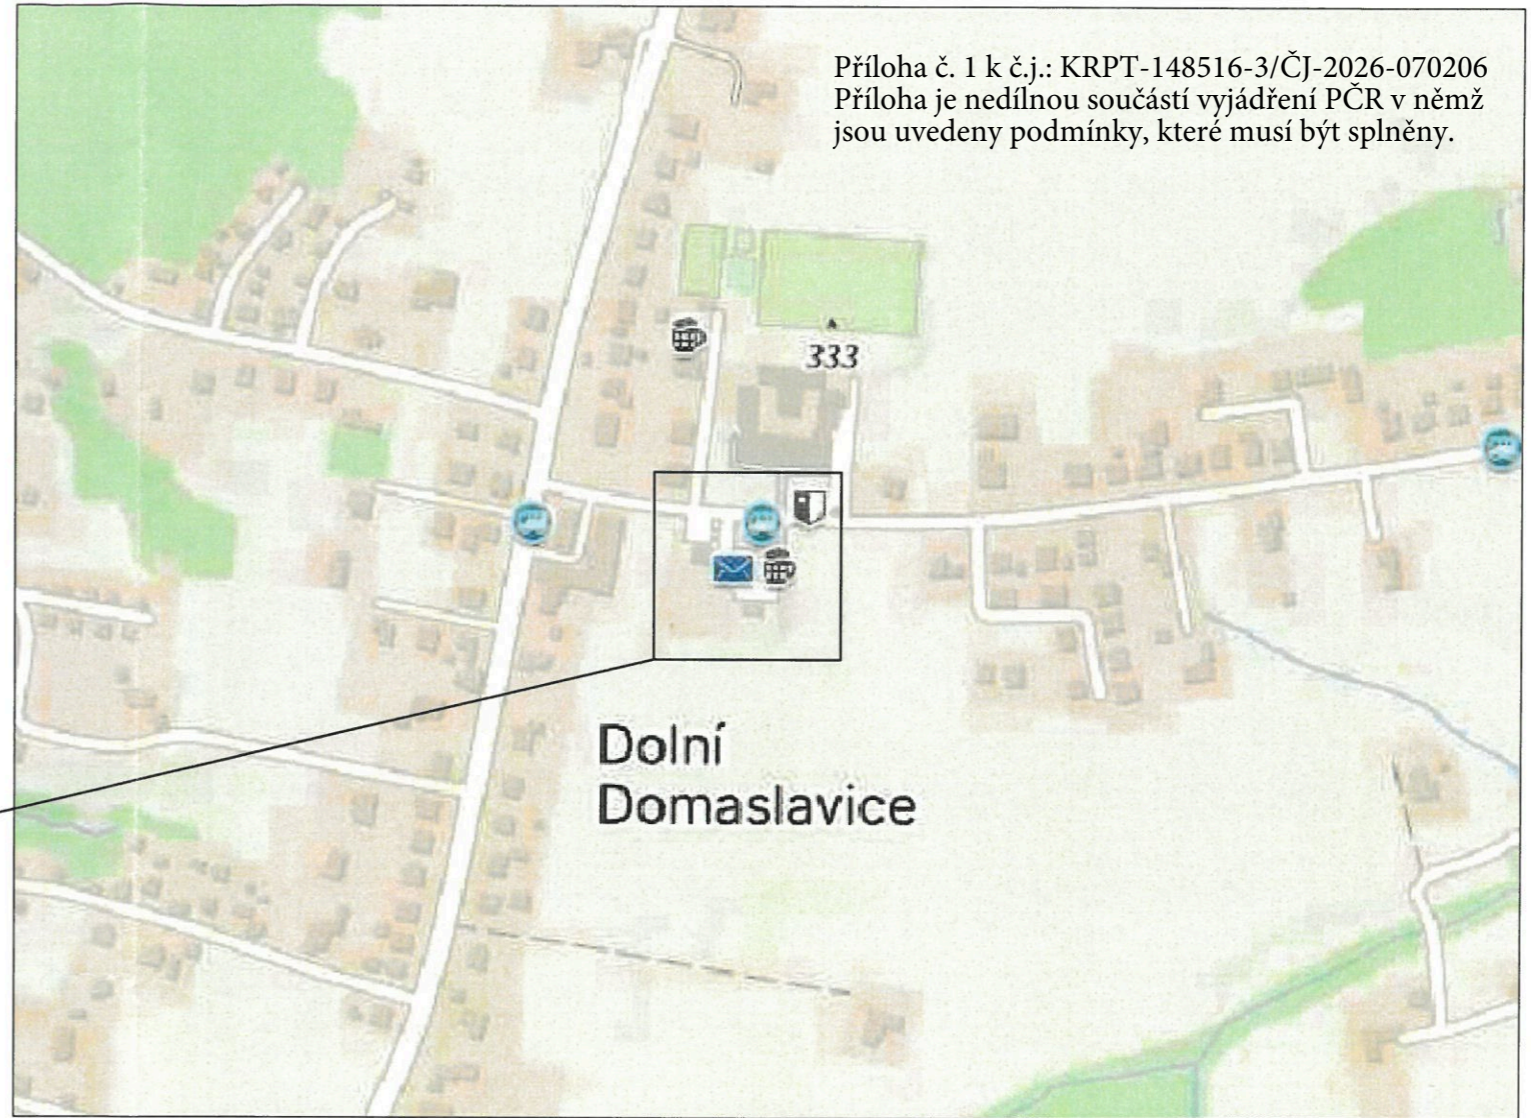 Příloha č. 1 k č.j.: KRPT-148516-3/ČJ-2026-070206
Příloha je nedílnou součástí vyjádření PČR v němž
jsou uvedeny podmínky, které musí být splněny.
333
Dolní
Domaslavice